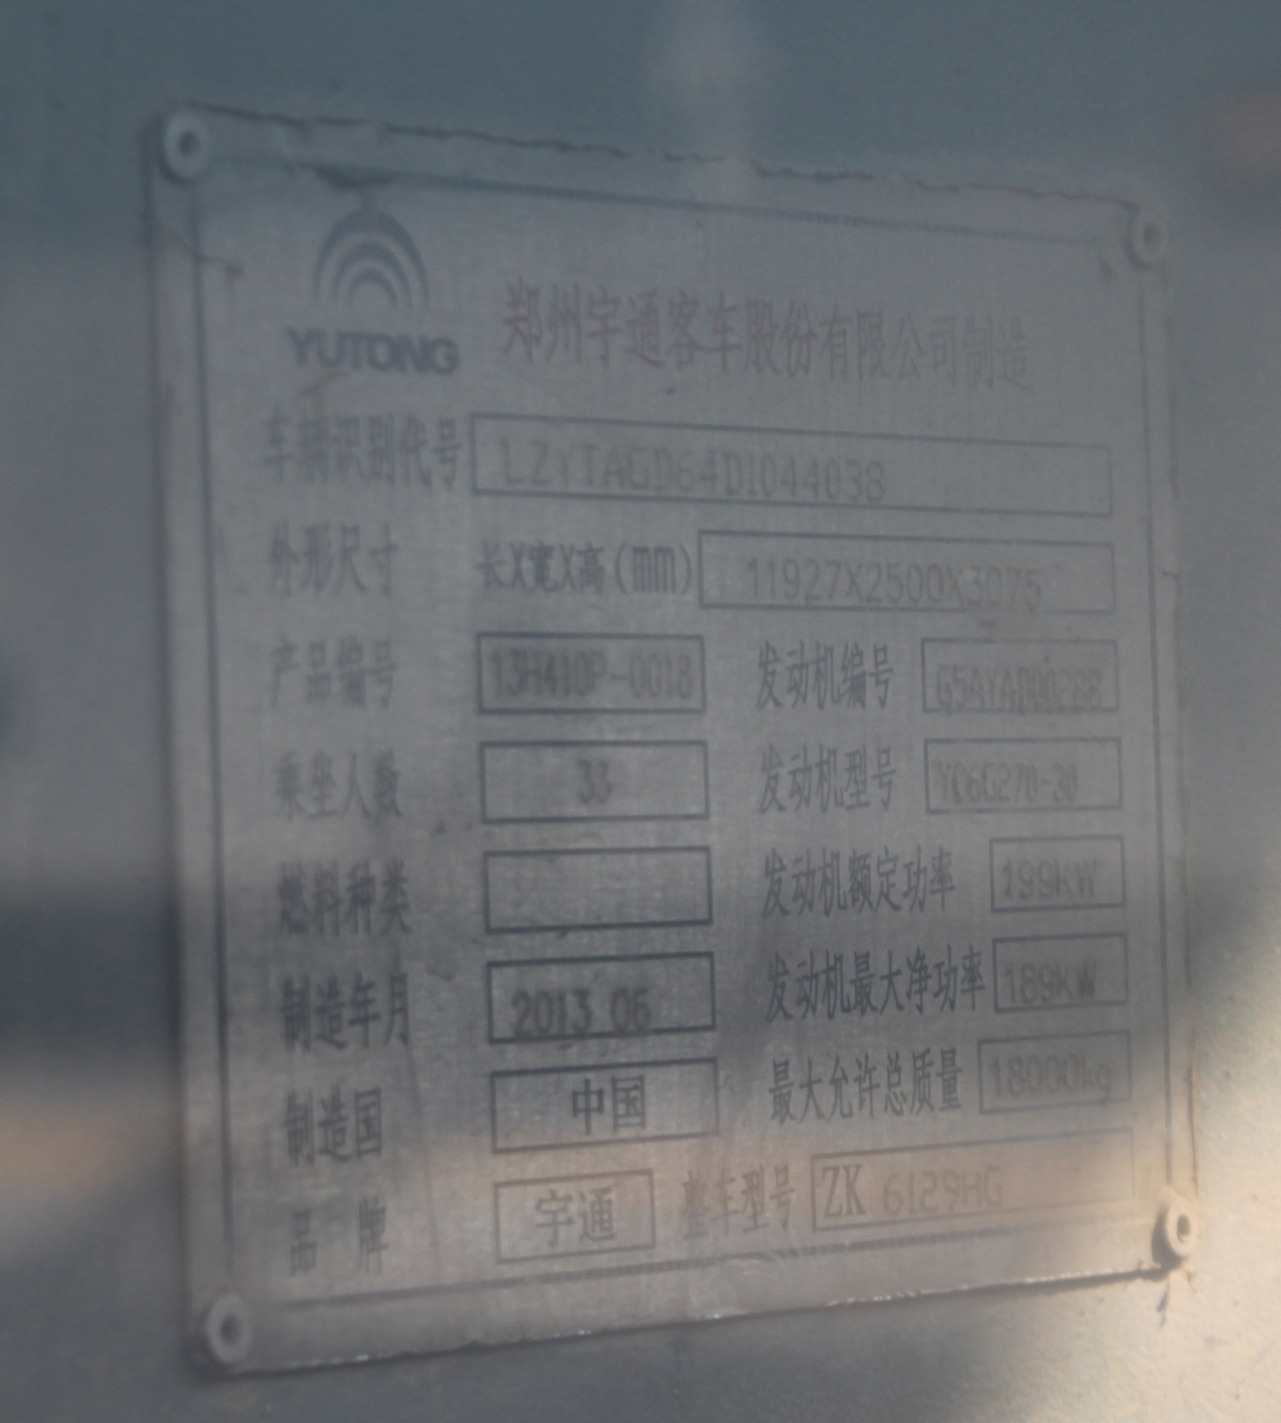 YUTONG 郑州宇通客车股份有限公司制造
车辆识别代号 LZYTAGD64D1044038
外形尺寸 长X宽X高(mm) 11927X2500X3075
产品编号 13H410P-0018 发动机编号
乘坐人数 33 发动机型号 YC6G270-30
燃料种类 发动机额定功率 199kW
制造年月 2013 06 发动机最大净功率 189kW
制造国 中国 最大允许总质量 18000kg
品 牌 宇通 整车型号 ZK 6129HG